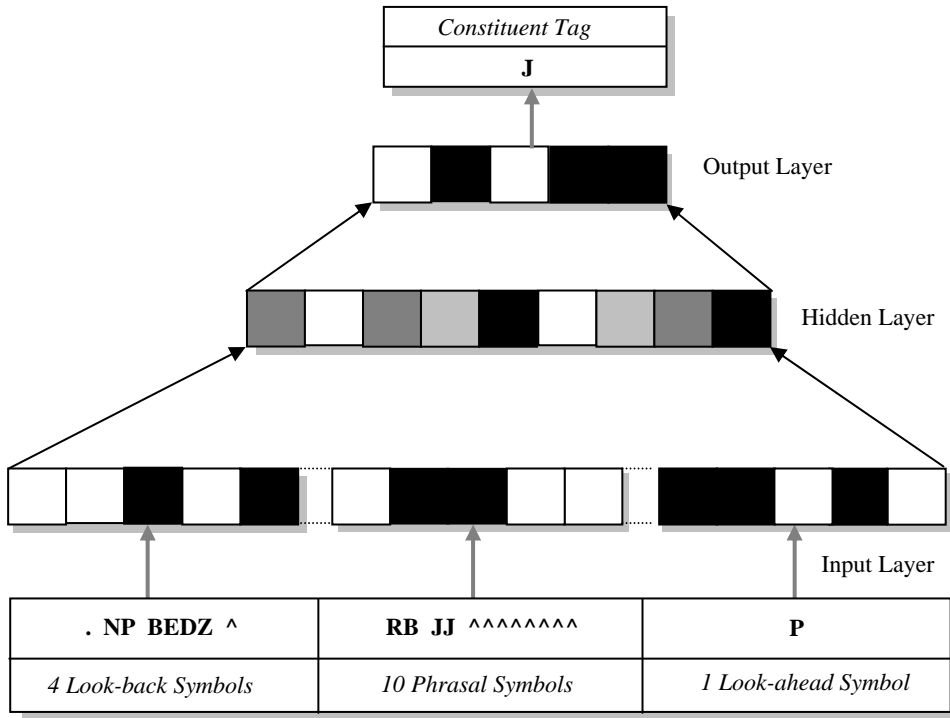 Constituent Tag
J
Output Layer
Hidden Layer
Input Layer
. NP BEDZ ^
RB JJ ^^^^^^^^
P
4 Look-back Symbols
10 Phrasal Symbols
1 Look-ahead Symbol